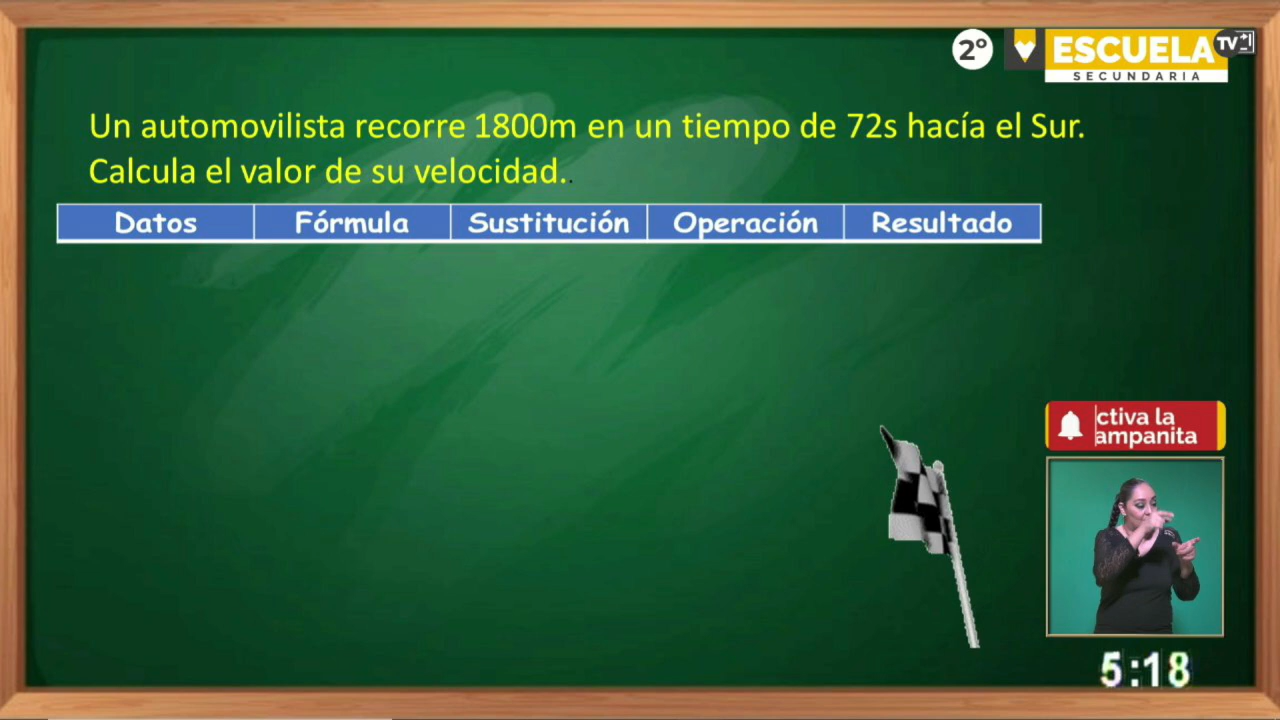 2°
ESCUELA TV
SECUNDARIA
Un automovilista recorre 1800m en un tiempo de 72s hacía el Sur.
Calcula el valor de su velocidad..
Datos Fórmula Sustitución Operación Resultado
ctiva la
ampanita
5:18